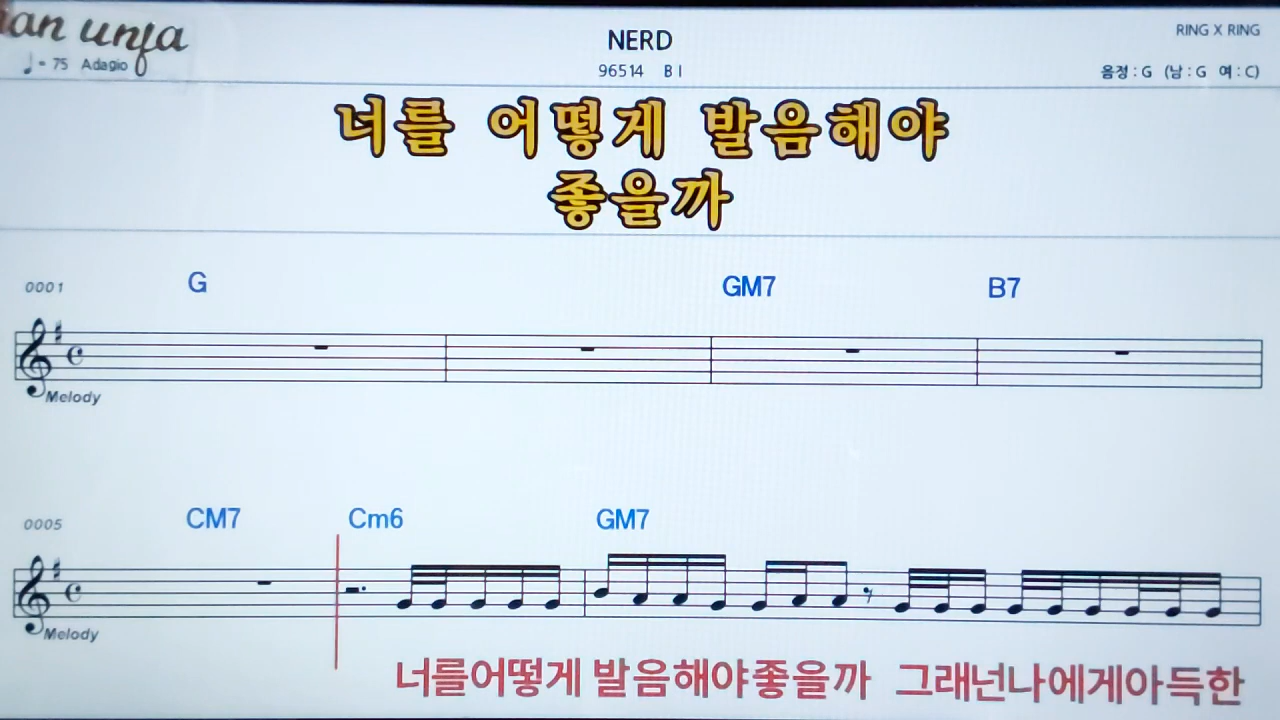 NERD
RING X RING
♩= 75 Adagio
96514 B I
음정 : G (남 : G 여 : C)
너를 어떻게 발음해야
좋을까
0001 G GM7 B7
Melody
0005 CM7 Cm6 GM7
Melody
너를어떻게 발음해야좋을까 그래넌나에게아득한